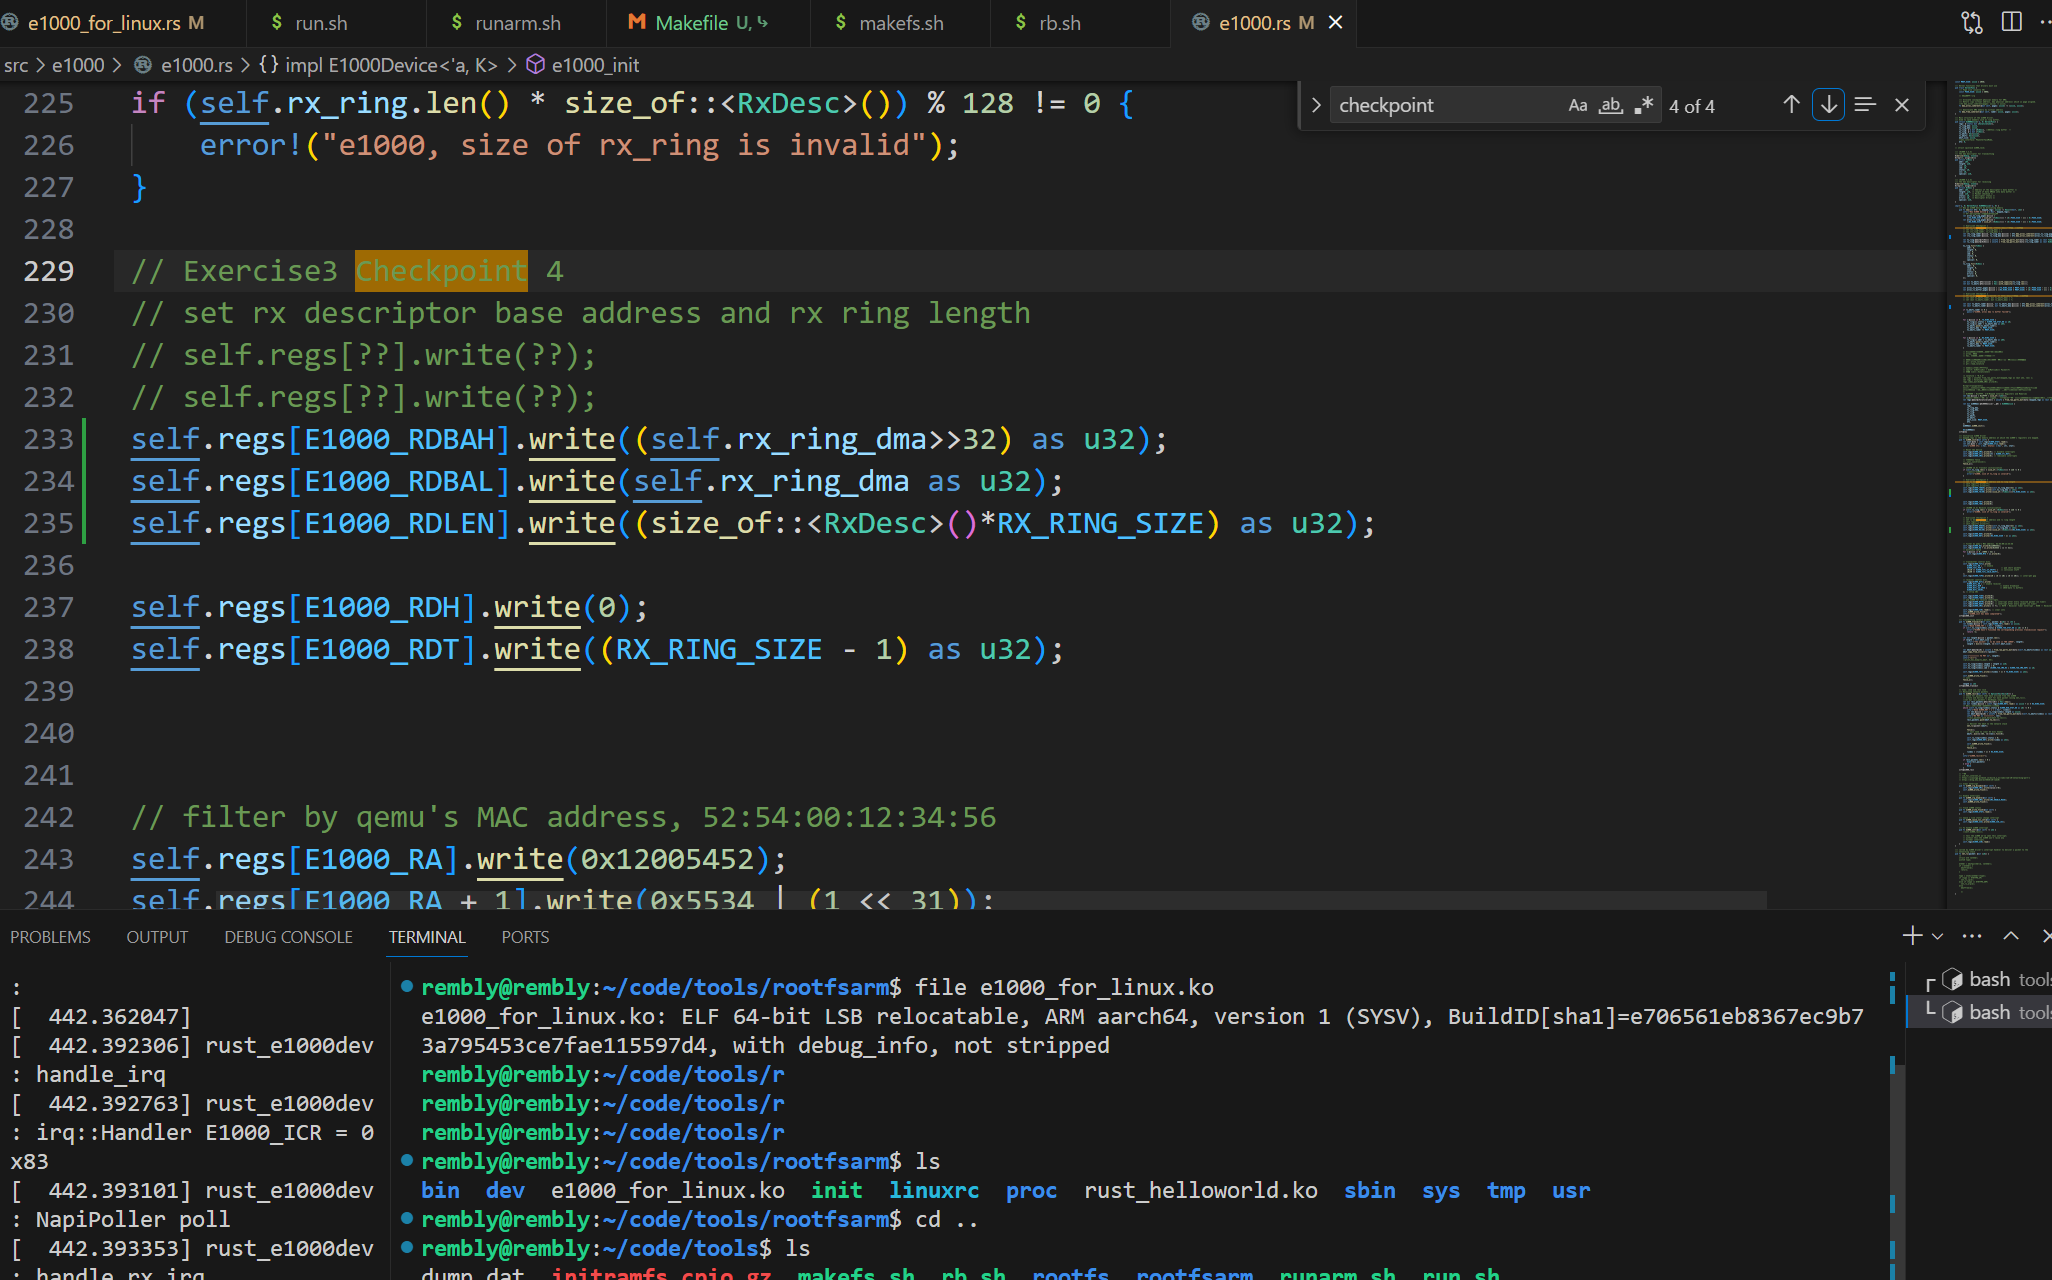 e1000_for_linux.rs M $ run.sh $ runarm.sh M Makefile U, $ makefs.sh $ rb.sh e1000.rs M
src > e1000 > e1000.rs > {} impl E1000Device<'a, K> > e1000_init
checkpoint Aa ab 4 of 4
225 if (self.rx_ring.len() * size_of::<RxDesc>()) % 128 != 0 {
226 error!("e1000, size of rx_ring is invalid");
227 }
228
229 // Exercise3 Checkpoint 4
230 // set rx descriptor base address and rx ring length
231 // self.regs[??].write(??);
232 // self.regs[??].write(??);
233 self.regs[E1000_RDBAH].write((self.rx_ring_dma>>32) as u32);
234 self.regs[E1000_RDBAL].write(self.rx_ring_dma as u32);
235 self.regs[E1000_RDLEN].write((size_of::<RxDesc>()*RX_RING_SIZE) as u32);
236
237 self.regs[E1000_RDH].write(0);
238 self.regs[E1000_RDT].write((RX_RING_SIZE - 1) as u32);
239
240
241
242 // filter by qemu's MAC address, 52:54:00:12:34:56
243 self.regs[E1000_RA].write(0x12005452);
244 self.regs[E1000_RA + 1].write(0x5534 | (1 << 31));
PROBLEMS OUTPUT DEBUG CONSOLE TERMINAL PORTS
:
[  442.362047]
[  442.392306] rust_e1000dev
: handle_irq
[  442.392763] rust_e1000dev
: irq::Handler E1000_ICR = 0
x83
[  442.393101] rust_e1000dev
: NapiPoller poll
[  442.393353] rust_e1000dev
: handle_rx_irq
rembly@rembly:~/code/tools/rootfsarm$ file e1000_for_linux.ko
e1000_for_linux.ko: ELF 64-bit LSB relocatable, ARM aarch64, version 1 (SYSV), BuildID[sha1]=e706561eb8367ec9b7
3a795453ce7fae115597d4, with debug_info, not stripped
rembly@rembly:~/code/tools/r
rembly@rembly:~/code/tools/r
rembly@rembly:~/code/tools/r
rembly@rembly:~/code/tools/rootfsarm$ ls
bin dev e1000_for_linux.ko init linuxrc proc rust_helloworld.ko sbin sys tmp usr
rembly@rembly:~/code/tools/rootfsarm$ cd ..
rembly@rembly:~/code/tools$ ls
dump.dat initramfs.cpio.gz makefs.sh rb.sh rootfs rootfsarm runarm.sh run.sh
bash tools
bash tools